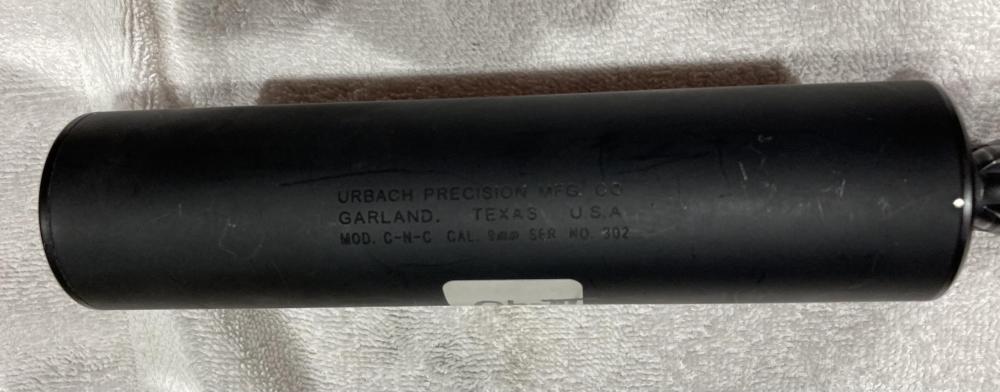 URBACH PRECISION MFG. CO
GARLAND, TEXAS U.S.A
MOD. C-N-C CAL. 9mm SER NO. 302